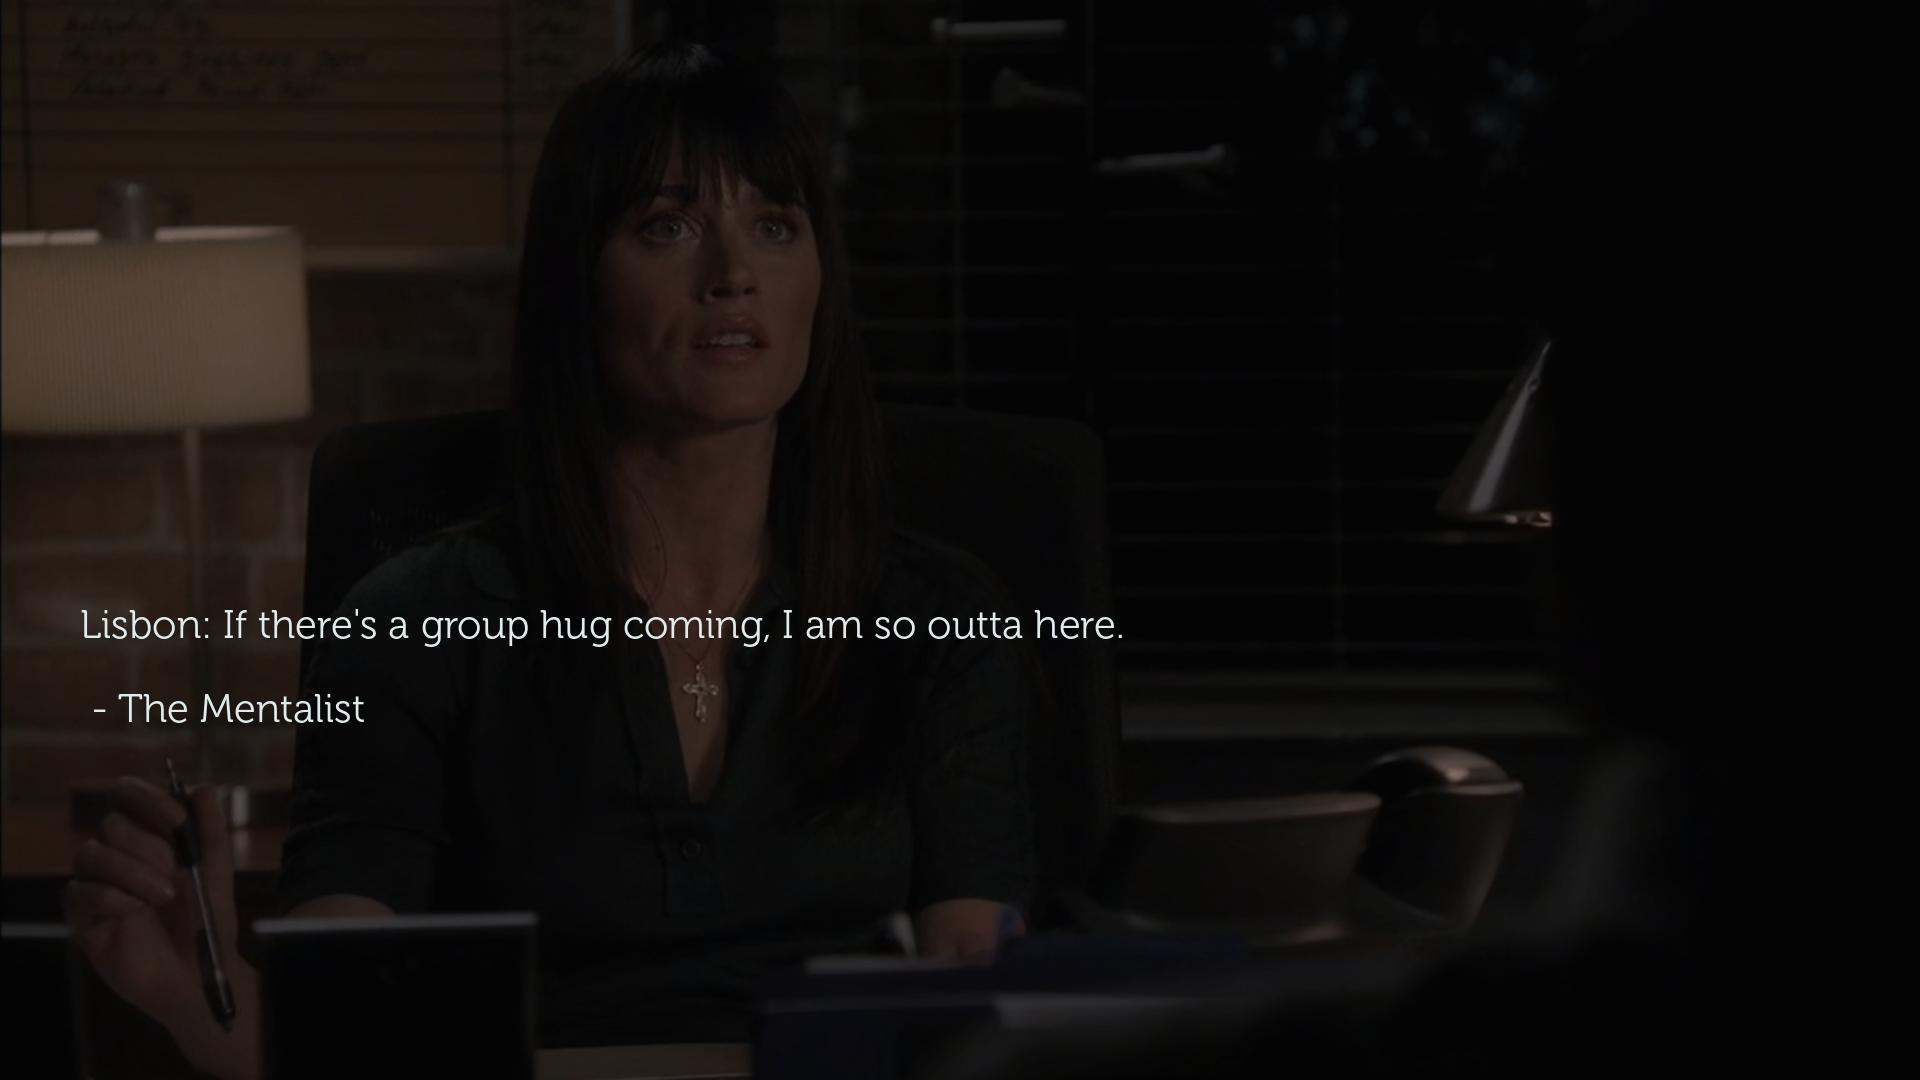 Lisbon: If there's a group hug coming, I am so outta here.
- The Mentalist